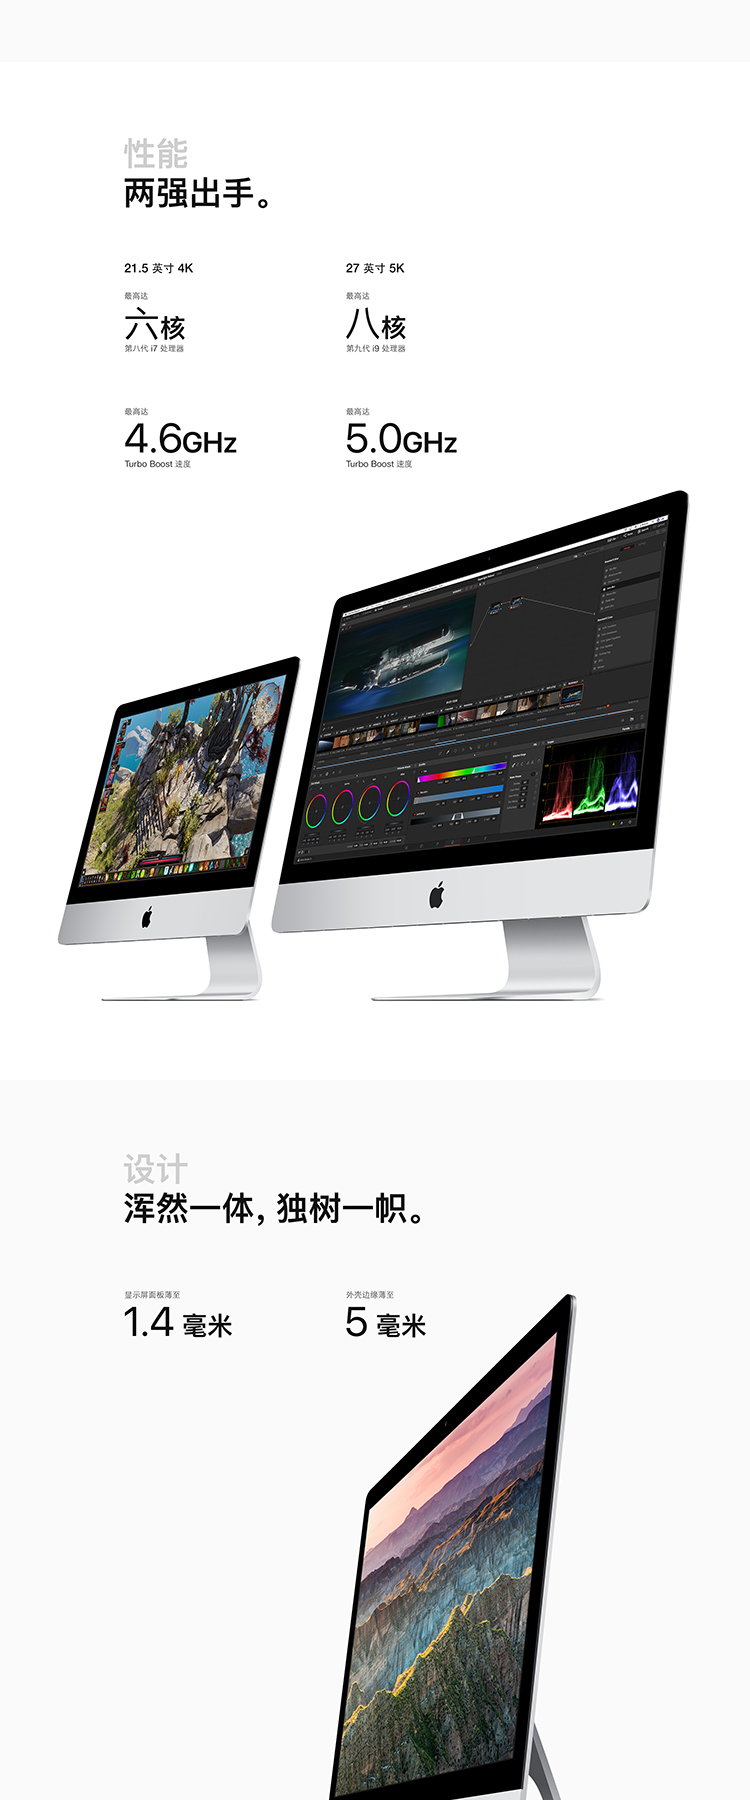 性能
两强出手。
21.5 英寸 4K
27 英寸 5K
最高达
最高达
六核
八核
第八代 i7 处理器
第九代 i9 处理器
最高达
最高达
4.6GHz
5.0GHz
Turbo Boost 速度
Turbo Boost 速度
设计
浑然一体，独树一帜。
显示屏面板薄至
外壳边缘薄至
1.4 毫米
5 毫米